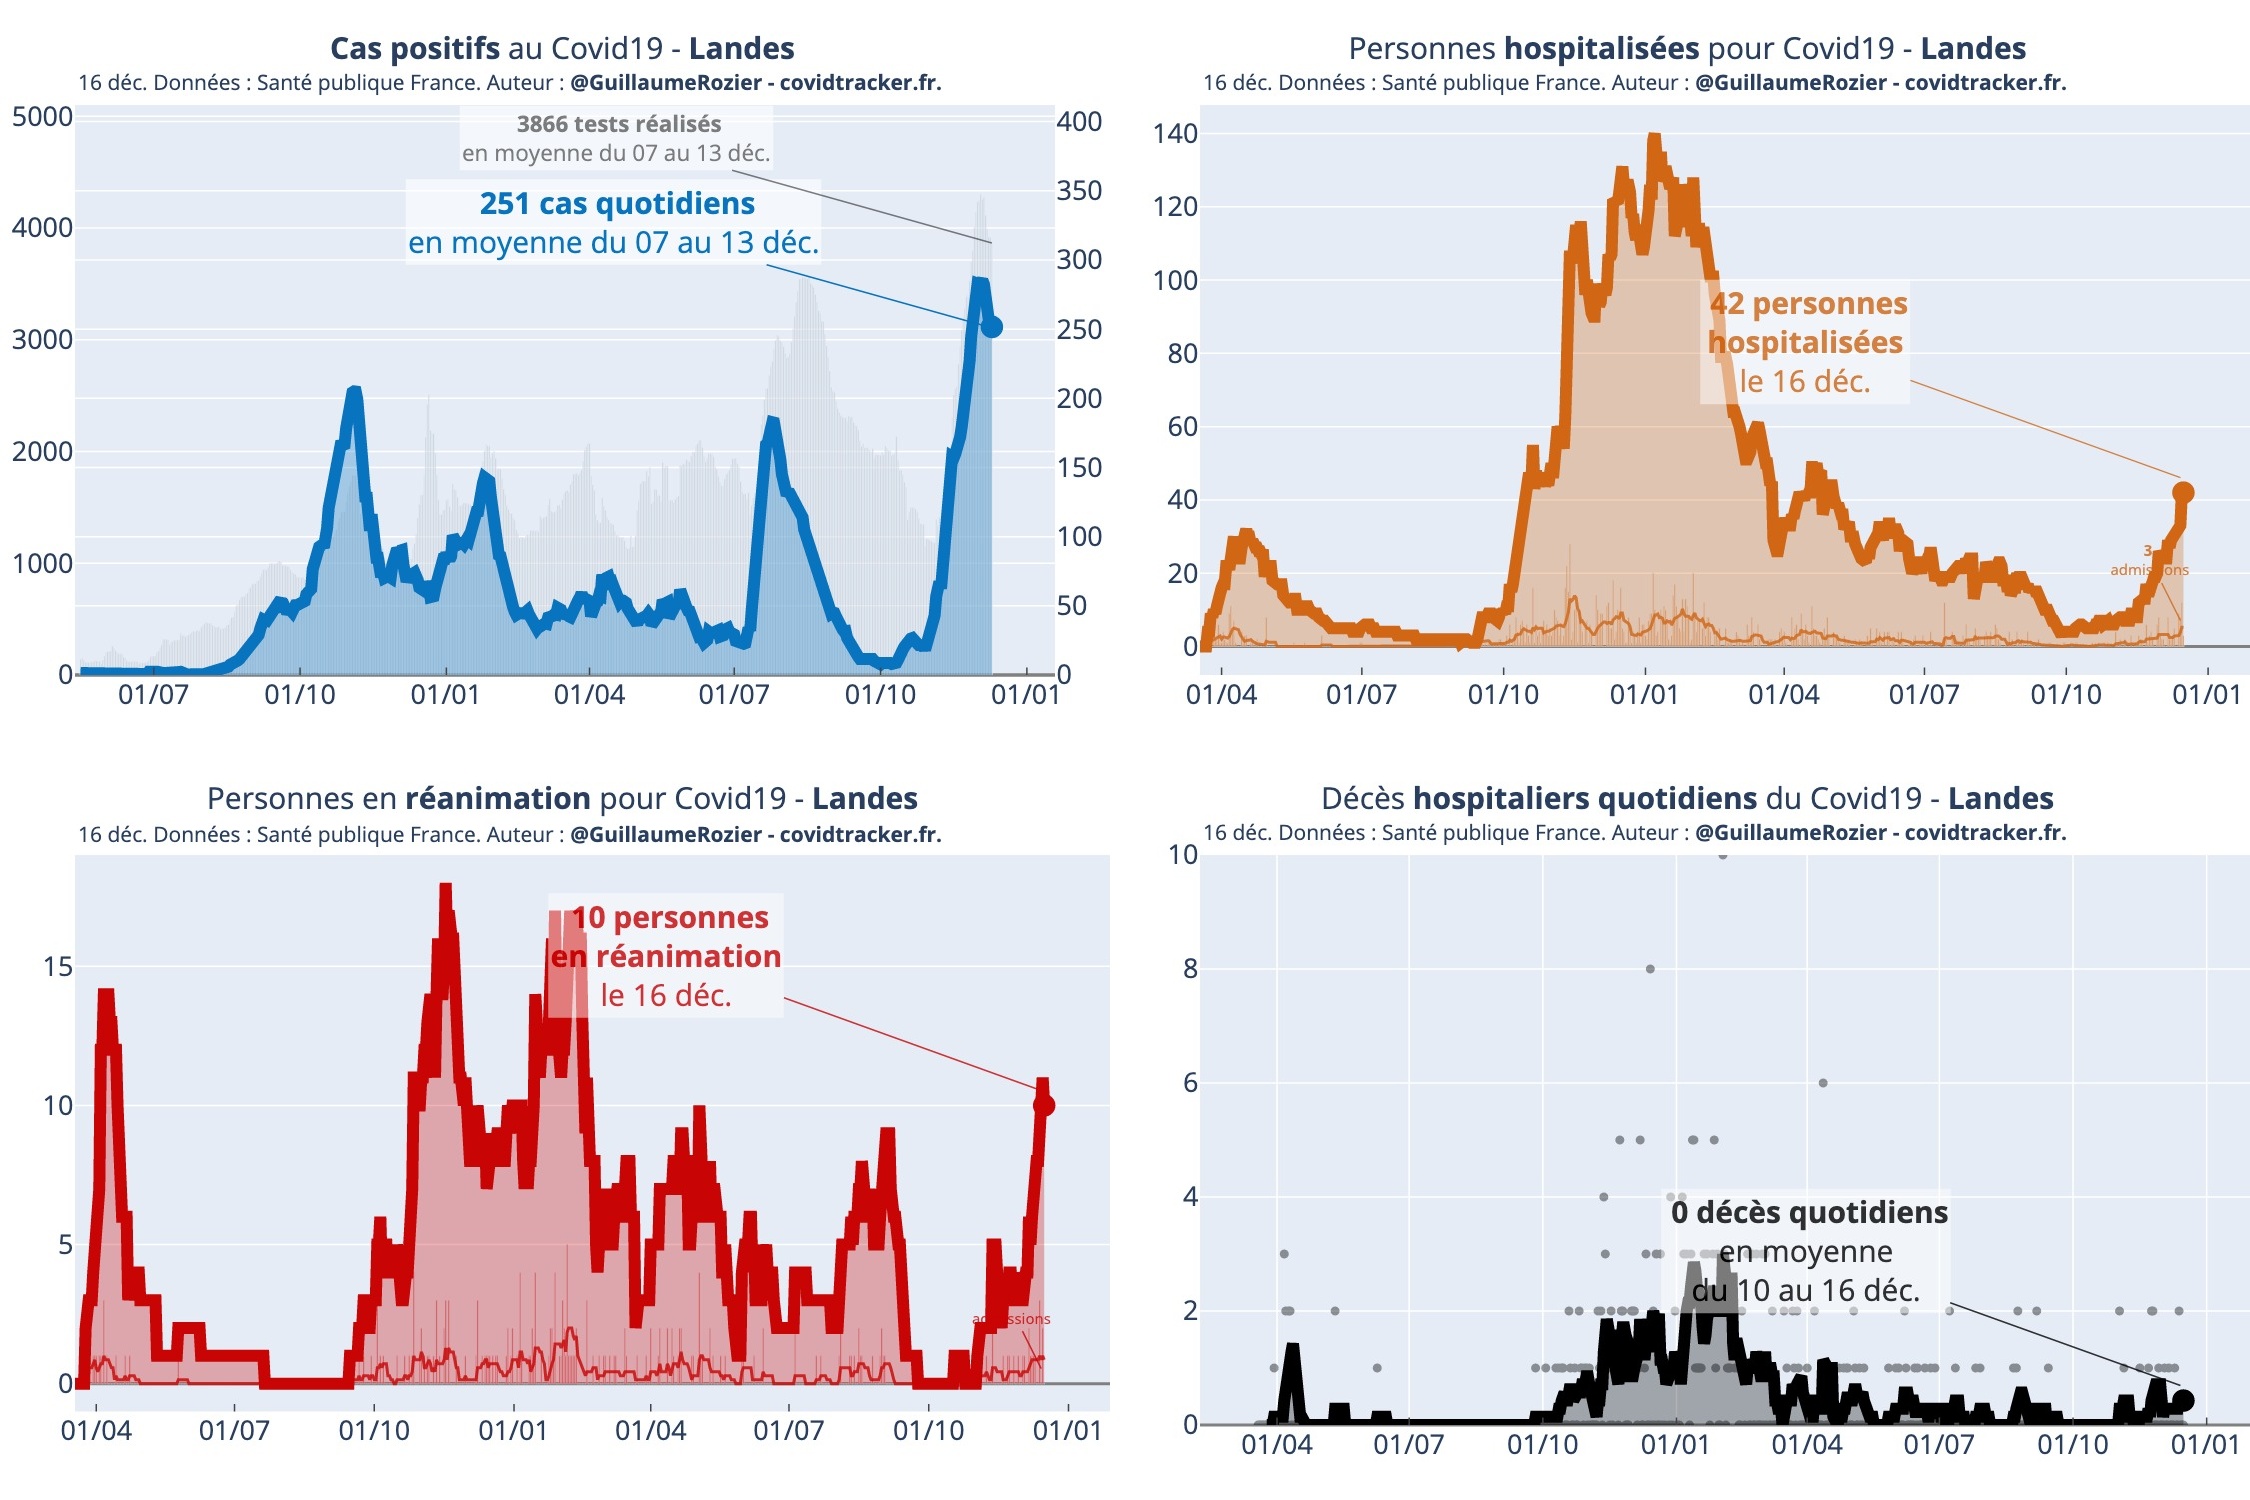 Cas positifs au Covid19 - Landes
16 déc. Données : Santé publique France. Auteur : @GuillaumeRozier - covidtracker.fr.
5000
4000
3000
2000
1000
0
400
350
300
250
200
150
100
50
0
3866 tests réalisés
en moyenne du 07 au 13 déc.
251 cas quotidiens
en moyenne du 07 au 13 déc.
01/07 01/10 01/01 01/04 01/07 01/10 01/01
Personnes hospitalisées pour Covid19 - Landes
16 déc. Données : Santé publique France. Auteur : @GuillaumeRozier - covidtracker.fr.
140
120
100
80
60
40
20
0
42 personnes
hospitalisées
le 16 déc.
3
admissions
01/04 01/07 01/10 01/01 01/04 01/07 01/10 01/01
Personnes en réanimation pour Covid19 - Landes
16 déc. Données : Santé publique France. Auteur : @GuillaumeRozier - covidtracker.fr.
15
10
5
0
10 personnes
en réanimation
le 16 déc.
admissions
01/04 01/07 01/10 01/01 01/04 01/07 01/10 01/01
Décès hospitaliers quotidiens du Covid19 - Landes
16 déc. Données : Santé publique France. Auteur : @GuillaumeRozier - covidtracker.fr.
10
8
6
4
2
0
0 décès quotidiens
en moyenne
du 10 au 16 déc.
01/04 01/07 01/10 01/01 01/04 01/07 01/10 01/01